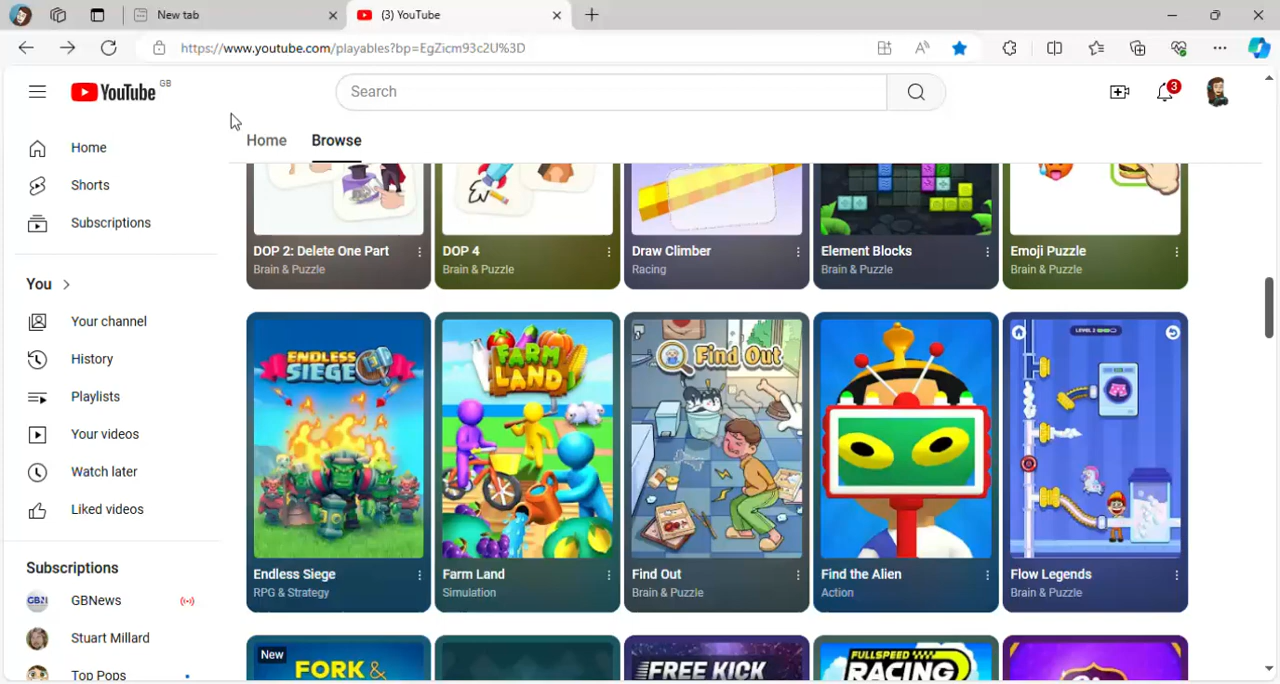 New tab
(3) YouTube
https://www.youtube.com/playables?bp=EgZicm93c2U%3D
YouTube GB
Search
3
Home
Browse
Home
Shorts
Subscriptions
You
Your channel
History
Playlists
Your videos
Watch later
Liked videos
Subscriptions
GBN
GBNews
Stuart Millard
Top Pops
DOP 2: Delete One Part
Brain & Puzzle
DOP 4
Brain & Puzzle
Draw Climber
Racing
Element Blocks
Brain & Puzzle
Emoji Puzzle
Brain & Puzzle
ENDLESS
SIEGE
Endless Siege
RPG & Strategy
FARM
LAND
Farm Land
Simulation
Find Out
Find Out
Brain & Puzzle
Find the Alien
Action
LEVEL 2
Flow Legends
Brain & Puzzle
New
FORK &
FREE KICK
FULLSPEED
RACING